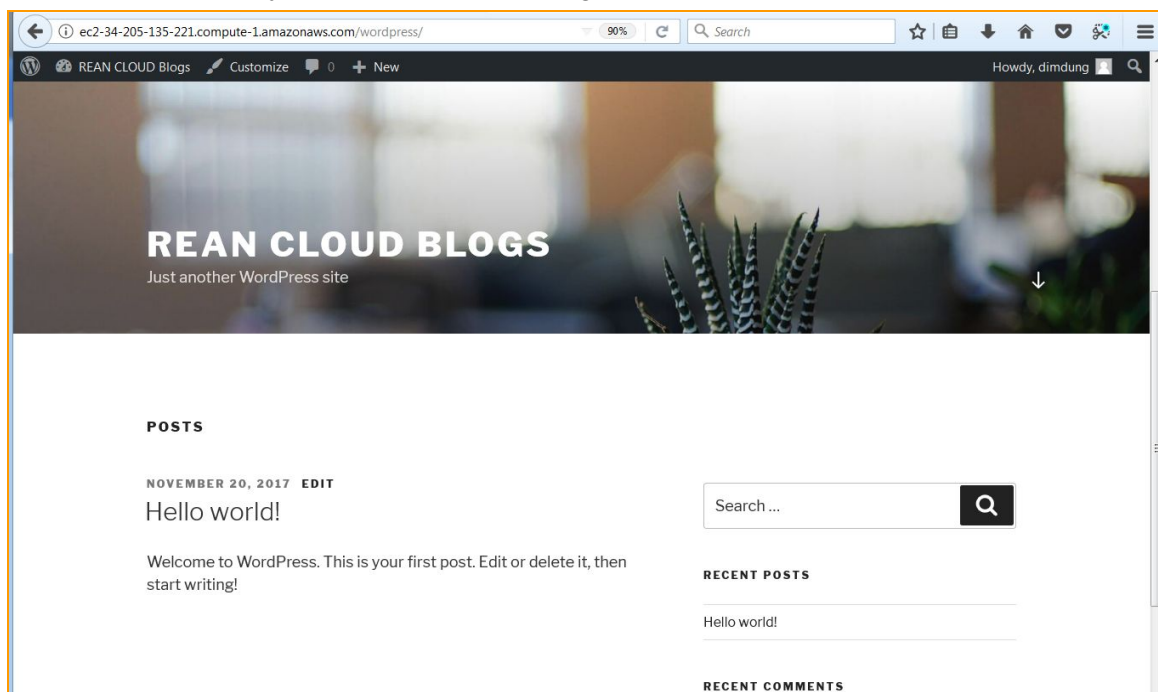 ec2-34-205-135-221.compute-1.amazonaws.com/wordpress/ 90% Search
REAN CLOUD Blogs Customize 0 New Howdy, dimdung
REAN CLOUD BLOGS
Just another WordPress site
POSTS
NOVEMBER 20, 2017 EDIT
Hello world!
Welcome to WordPress. This is your first post. Edit or delete it, then
start writing!
Search ...
RECENT POSTS
Hello world!
RECENT COMMENTS